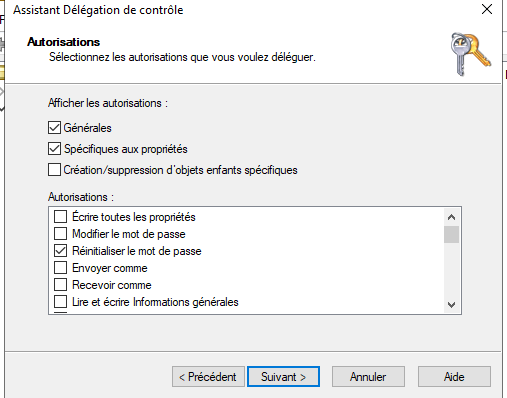 Assistant Délégation de contrôle
Autorisations
Sélectionnez les autorisations que vous voulez déléguer.
Afficher les autorisations :
Générales
Spécifiques aux propriétés
Création/suppression d'objets enfants spécifiques
Autorisations :
Écrire toutes les propriétés
Modifier le mot de passe
Réinitialiser le mot de passe
Envoyer comme
Recevoir comme
Lire et écrire Informations générales
< Précédent Suivant > Annuler Aide